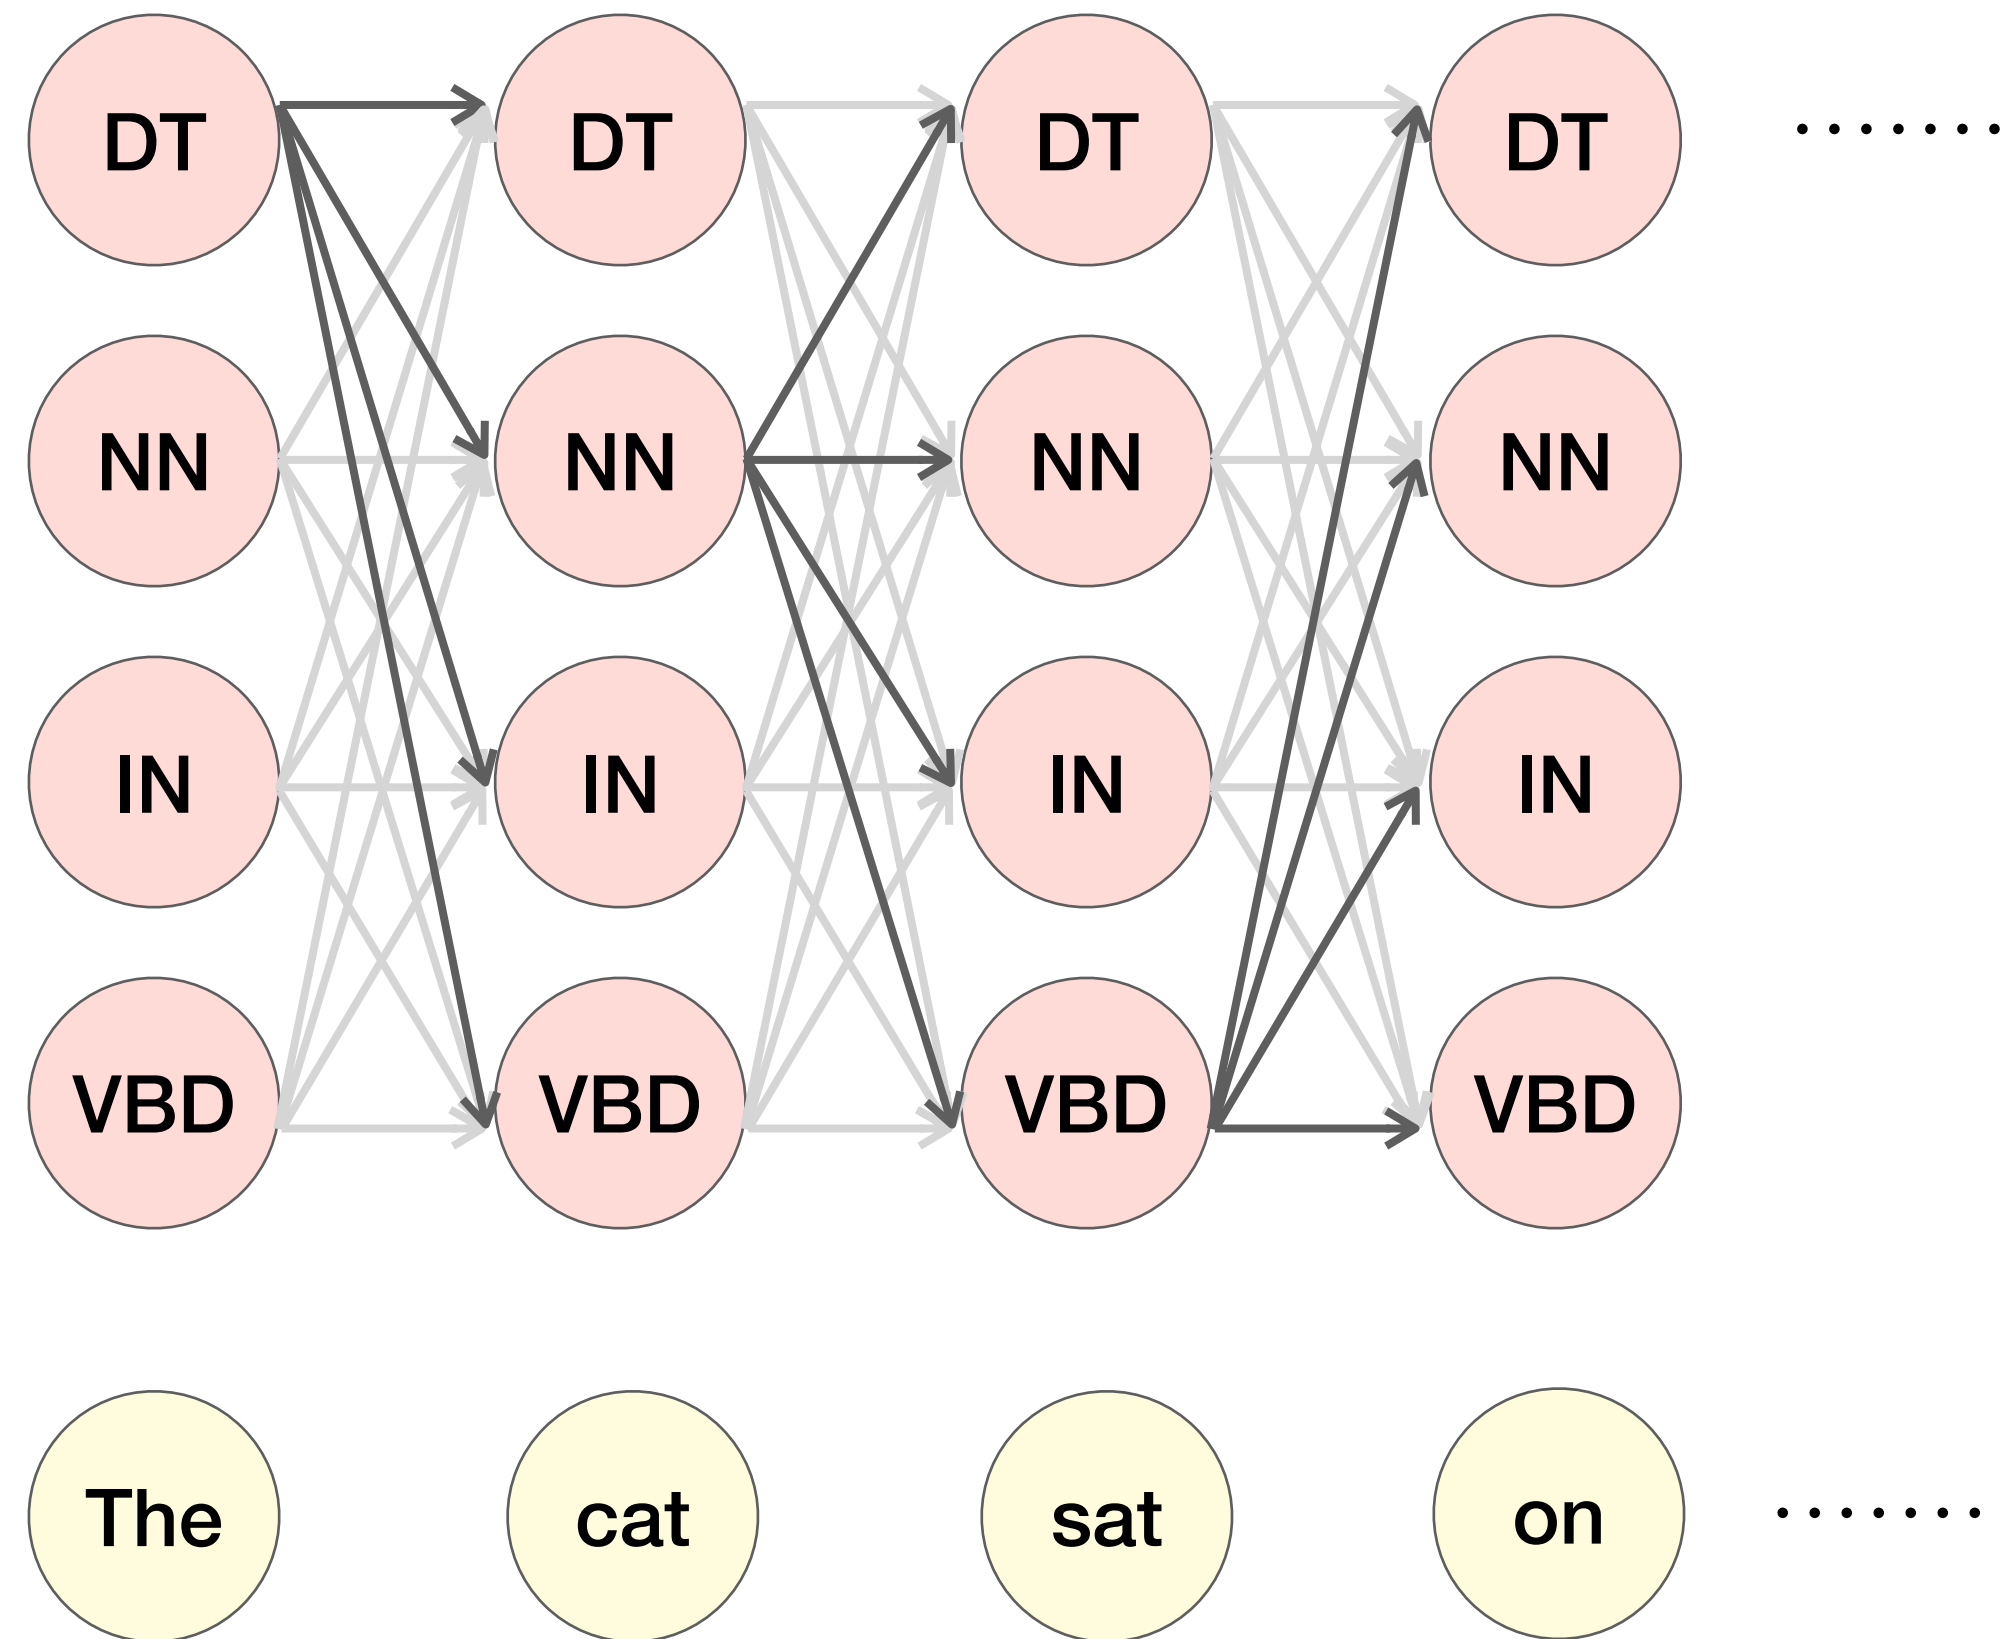 DT DT DT DT .......
NN NN NN NN
IN IN IN IN
VBD VBD VBD VBD
The cat sat on .......